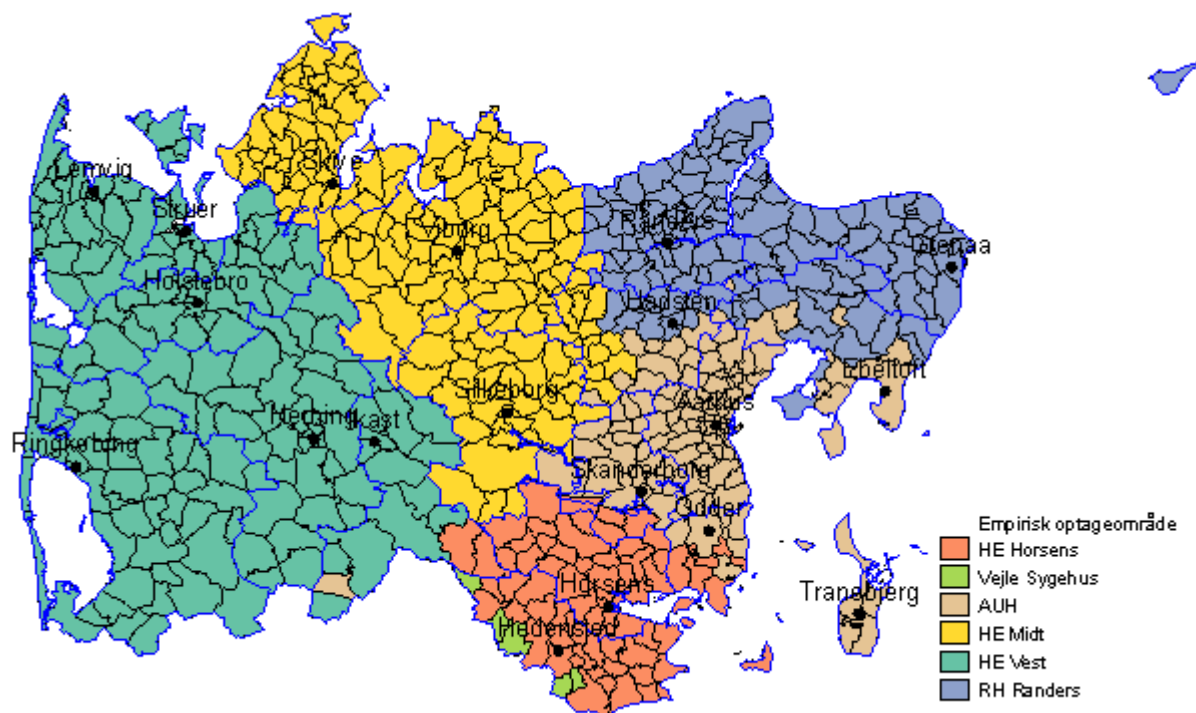 Lemvig
Skive
Struer
Viborg
Randers
Grenaa
Holstebro
Hadsten
Ebeltoft
Silkeborg
Aarhus
Herning
Ikast
Ringkøbing
Skanderborg
Odder
Horsens
Tranebjerg
Hedensted
Empirisk optageområde
HE Horsens
Vejle Sygehus
AUH
HE Midt
HE Vest
RH Randers